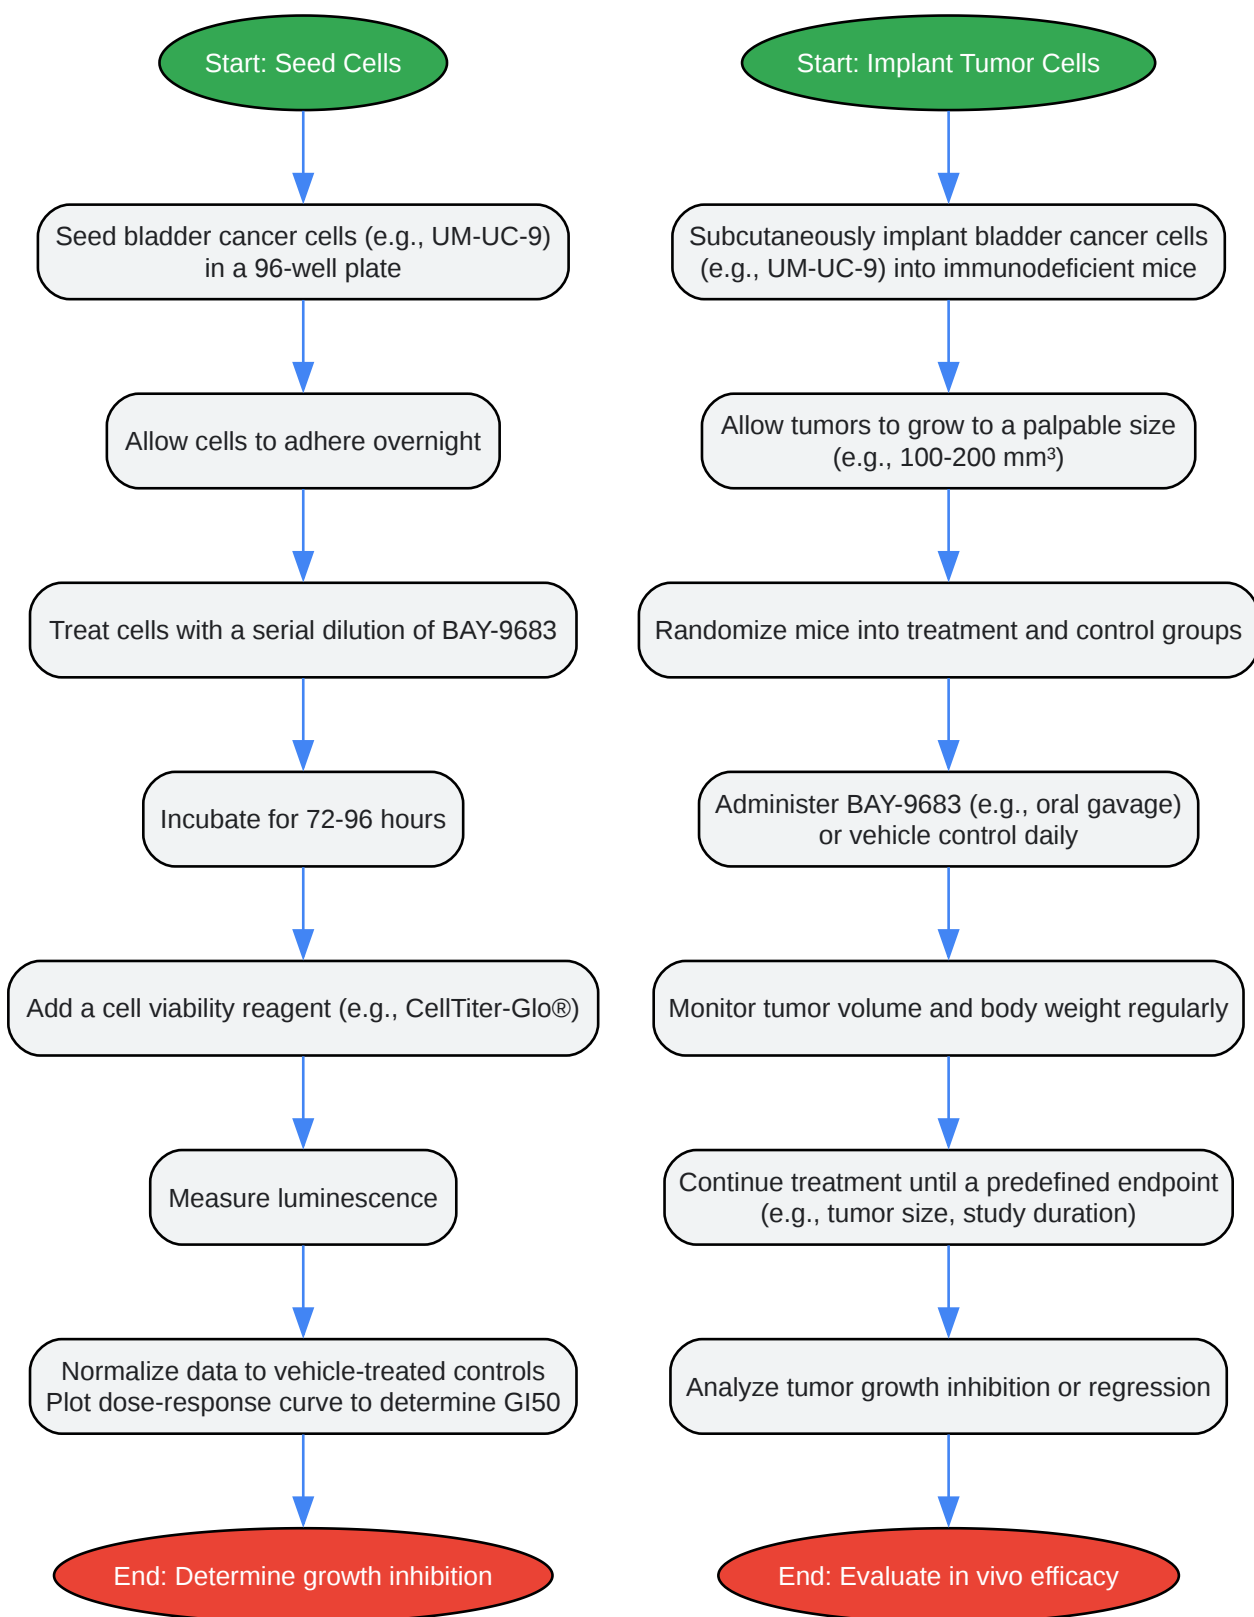 Start: Seed Cells
Seed bladder cancer cells (e.g., UM-UC-9)
in a 96-well plate
Allow cells to adhere overnight
Treat cells with a serial dilution of BAY-9683
Incubate for 72-96 hours
Add a cell viability reagent (e.g., CellTiter-Glo®)
Measure luminescence
Normalize data to vehicle-treated controls
Plot dose-response curve to determine GI50
End: Determine growth inhibition
Start: Implant Tumor Cells
Subcutaneously implant bladder cancer cells
(e.g., UM-UC-9) into immunodeficient mice
Allow tumors to grow to a palpable size
(e.g., 100-200 mm³)
Randomize mice into treatment and control groups
Administer BAY-9683 (e.g., oral gavage)
or vehicle control daily
Monitor tumor volume and body weight regularly
Continue treatment until a predefined endpoint
(e.g., tumor size, study duration)
Analyze tumor growth inhibition or regression
End: Evaluate in vivo efficacy